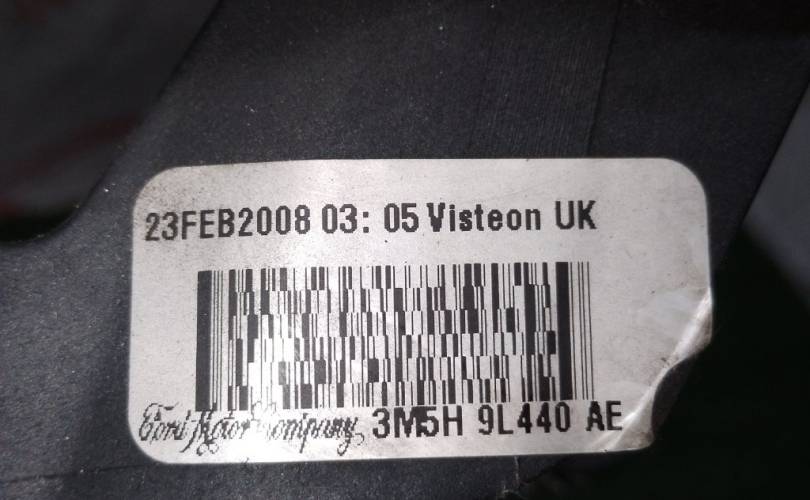 23FEB2008 03: 05 Visteon UK
Ford Motor Company 3M5H 9L440 AE